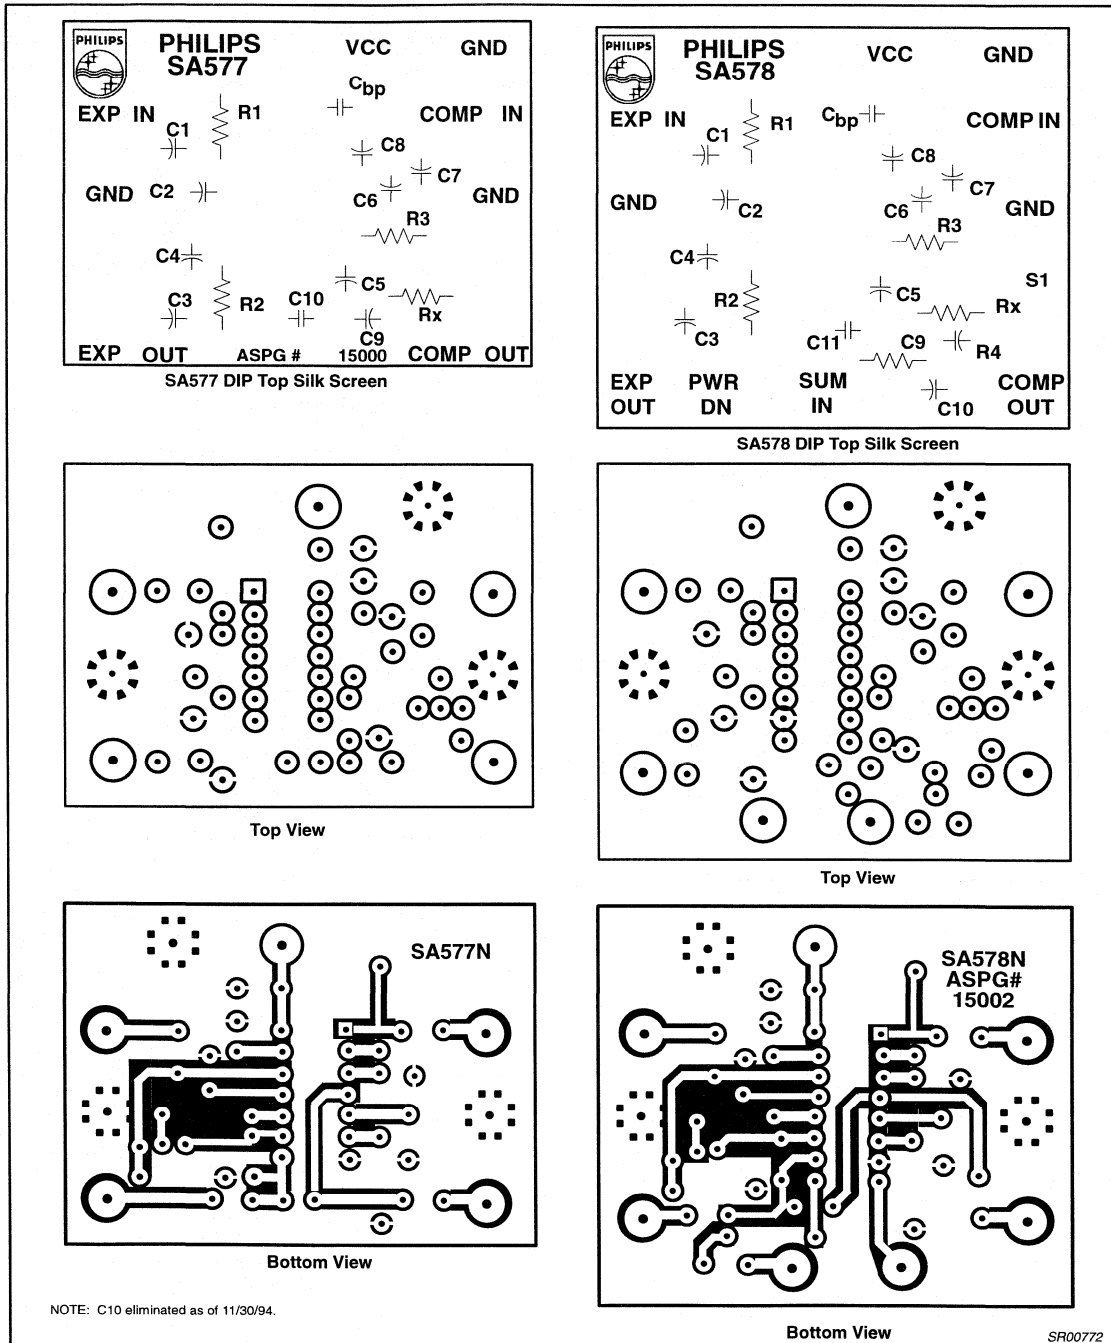 PHILIPS
PHILIPS
SA577
VCC
GND
Cbp
EXP IN
R1
COMP IN
C1
C8
C7
GND
C2
C6
GND
R3
C4
C5
C3
R2
C10
Rx
C9
EXP OUT
ASPG # 15000
COMP OUT
SA577 DIP Top Silk Screen
PHILIPS
PHILIPS
SA578
VCC
GND
EXP IN
C1
R1
Cbp
COMP IN
C8
C7
GND
C2
C6
GND
R3
C4
S1
R2
C5
Rx
C3
C11
C9
R4
EXP
OUT
PWR
DN
SUM
IN
C10
COMP
OUT
SA578 DIP Top Silk Screen
Top View
Top View
SA577N
Bottom View
SA578N
ASPG#
15002
Bottom View
NOTE: C10 eliminated as of 11/30/94.
SR00772